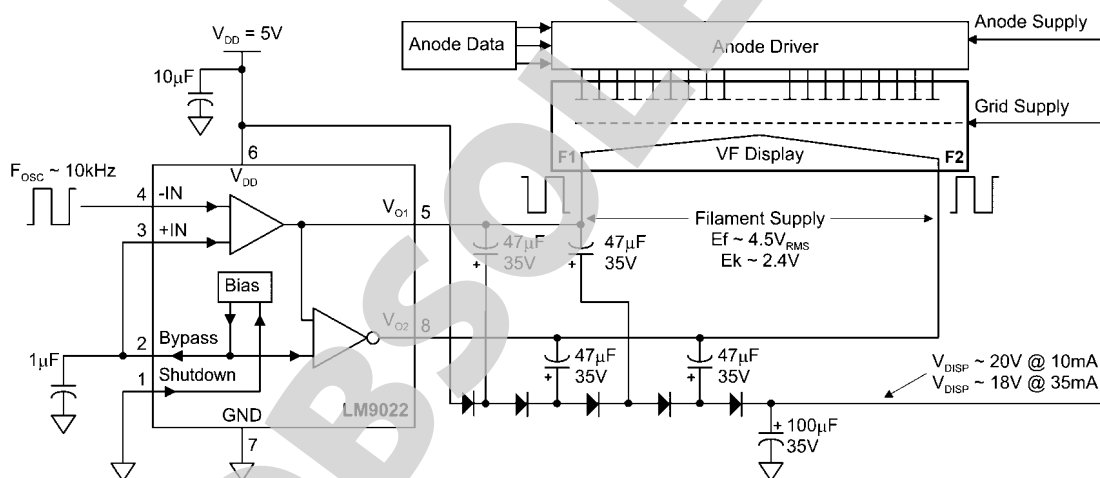 V_DD = 5V
10μF
Anode Data
Anode Driver
Anode Supply
Grid Supply
F1
VF Display
F2
6
V_DD
F_OSC ~ 10kHz
4
-IN
3
+IN
V_O1
5
47μF
35V
+
47μF
35V
+
Filament Supply
Ef ~ 4.5V_RMS
Ek ~ 2.4V
Bias
V_O2
8
1μF
2
Bypass
1
Shutdown
47μF
35V
+
47μF
35V
+
V_DISP ~ 20V @ 10mA
V_DISP ~ 18V @ 35mA
GND
LM9022
7
+
100μF
35V
OBSOLE